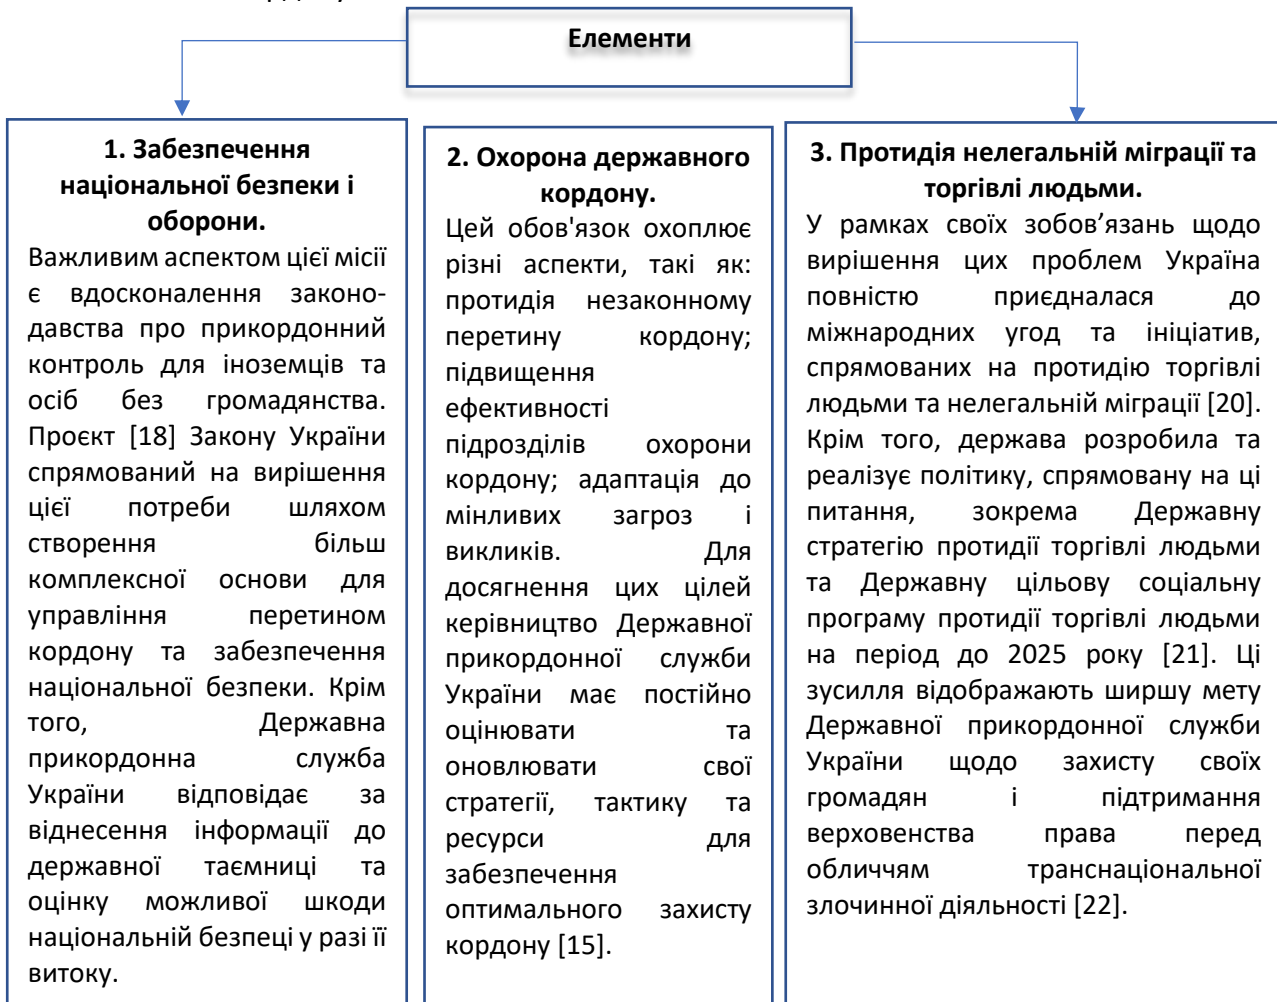 Елементи
1. Забезпечення
національної безпеки і
оборони.
Важливим аспектом цієї місії
є вдосконалення законо-
давства про прикордонний
контроль для іноземців та
осіб без громадянства.
Проєкт [18] Закону України
спрямований на вирішення
цієї потреби шляхом
створення більш
комплексної основи для
управління перетином
кордону та забезпечення
національної безпеки. Крім
того, Державна
прикордонна служба
України відповідає за
віднесення інформації до
державної таємниці та
оцінку можливої шкоди
національній безпеці у разі її
витоку.
2. Охорона державного
кордону.
Цей обов'язок охоплює
різні аспекти, такі як:
протидія незаконному
перетину кордону;
підвищення
ефективності
підрозділів охорони
кордону; адаптація до
мінливих загроз і
викликів. Для
досягнення цих цілей
керівництво Державної
прикордонної служби
України має постійно
оцінювати та
оновлювати свої
стратегії, тактику та
ресурси для
забезпечення
оптимального захисту
кордону [15].
3. Протидія нелегальній міграції та
торгівлі людьми.
У рамках своїх зобов’язань щодо
вирішення цих проблем Україна
повністю приєдналася до
міжнародних угод та ініціатив,
спрямованих на протидію торгівлі
людьми та нелегальній міграції [20].
Крім того, держава розробила та
реалізує політику, спрямовану на ці
питання, зокрема Державну
стратегію протидії торгівлі людьми
та Державну цільову соціальну
програму протидії торгівлі людьми
на період до 2025 року [21]. Ці
зусилля відображають ширшу мету
Державної прикордонної служби
України щодо захисту своїх
громадян і підтримання
верховенства права перед
обличчям транснаціональної
злочинної діяльності [22].